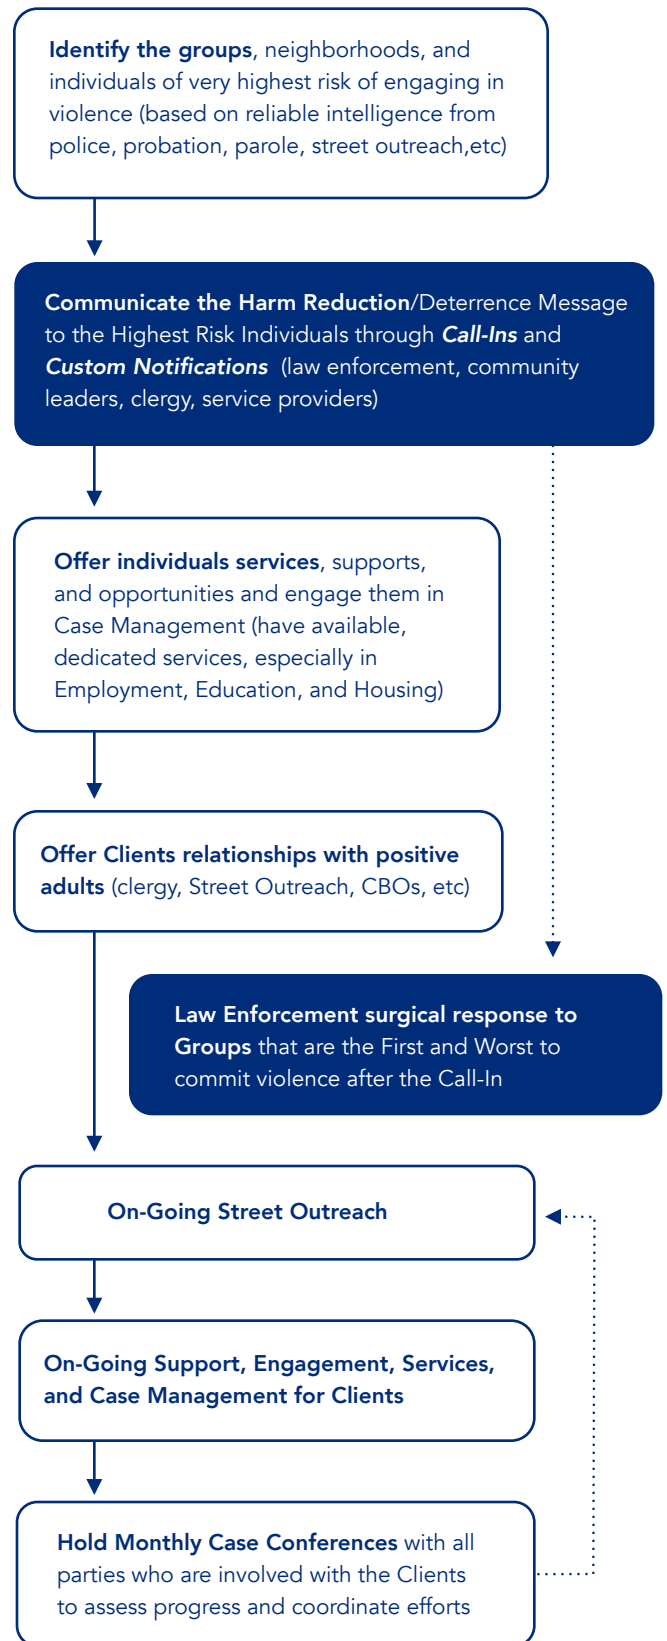 Identify the groups, neighborhoods, and
individuals of very highest risk of engaging in
violence (based on reliable intelligence from
police, probation, parole, street outreach,etc)
Communicate the Harm Reduction/Deterrence Message
to the Highest Risk Individuals through Call-Ins and
Custom Notifications (law enforcement, community
leaders, clergy, service providers)
Offer individuals services, supports,
and opportunities and engage them in
Case Management (have available,
dedicated services, especially in
Employment, Education, and Housing)
Offer Clients relationships with positive
adults (clergy, Street Outreach, CBOs, etc)
Law Enforcement surgical response to
Groups that are the First and Worst to
commit violence after the Call-In
On-Going Street Outreach
On-Going Support, Engagement, Services,
and Case Management for Clients
Hold Monthly Case Conferences with all
parties who are involved with the Clients
to assess progress and coordinate efforts